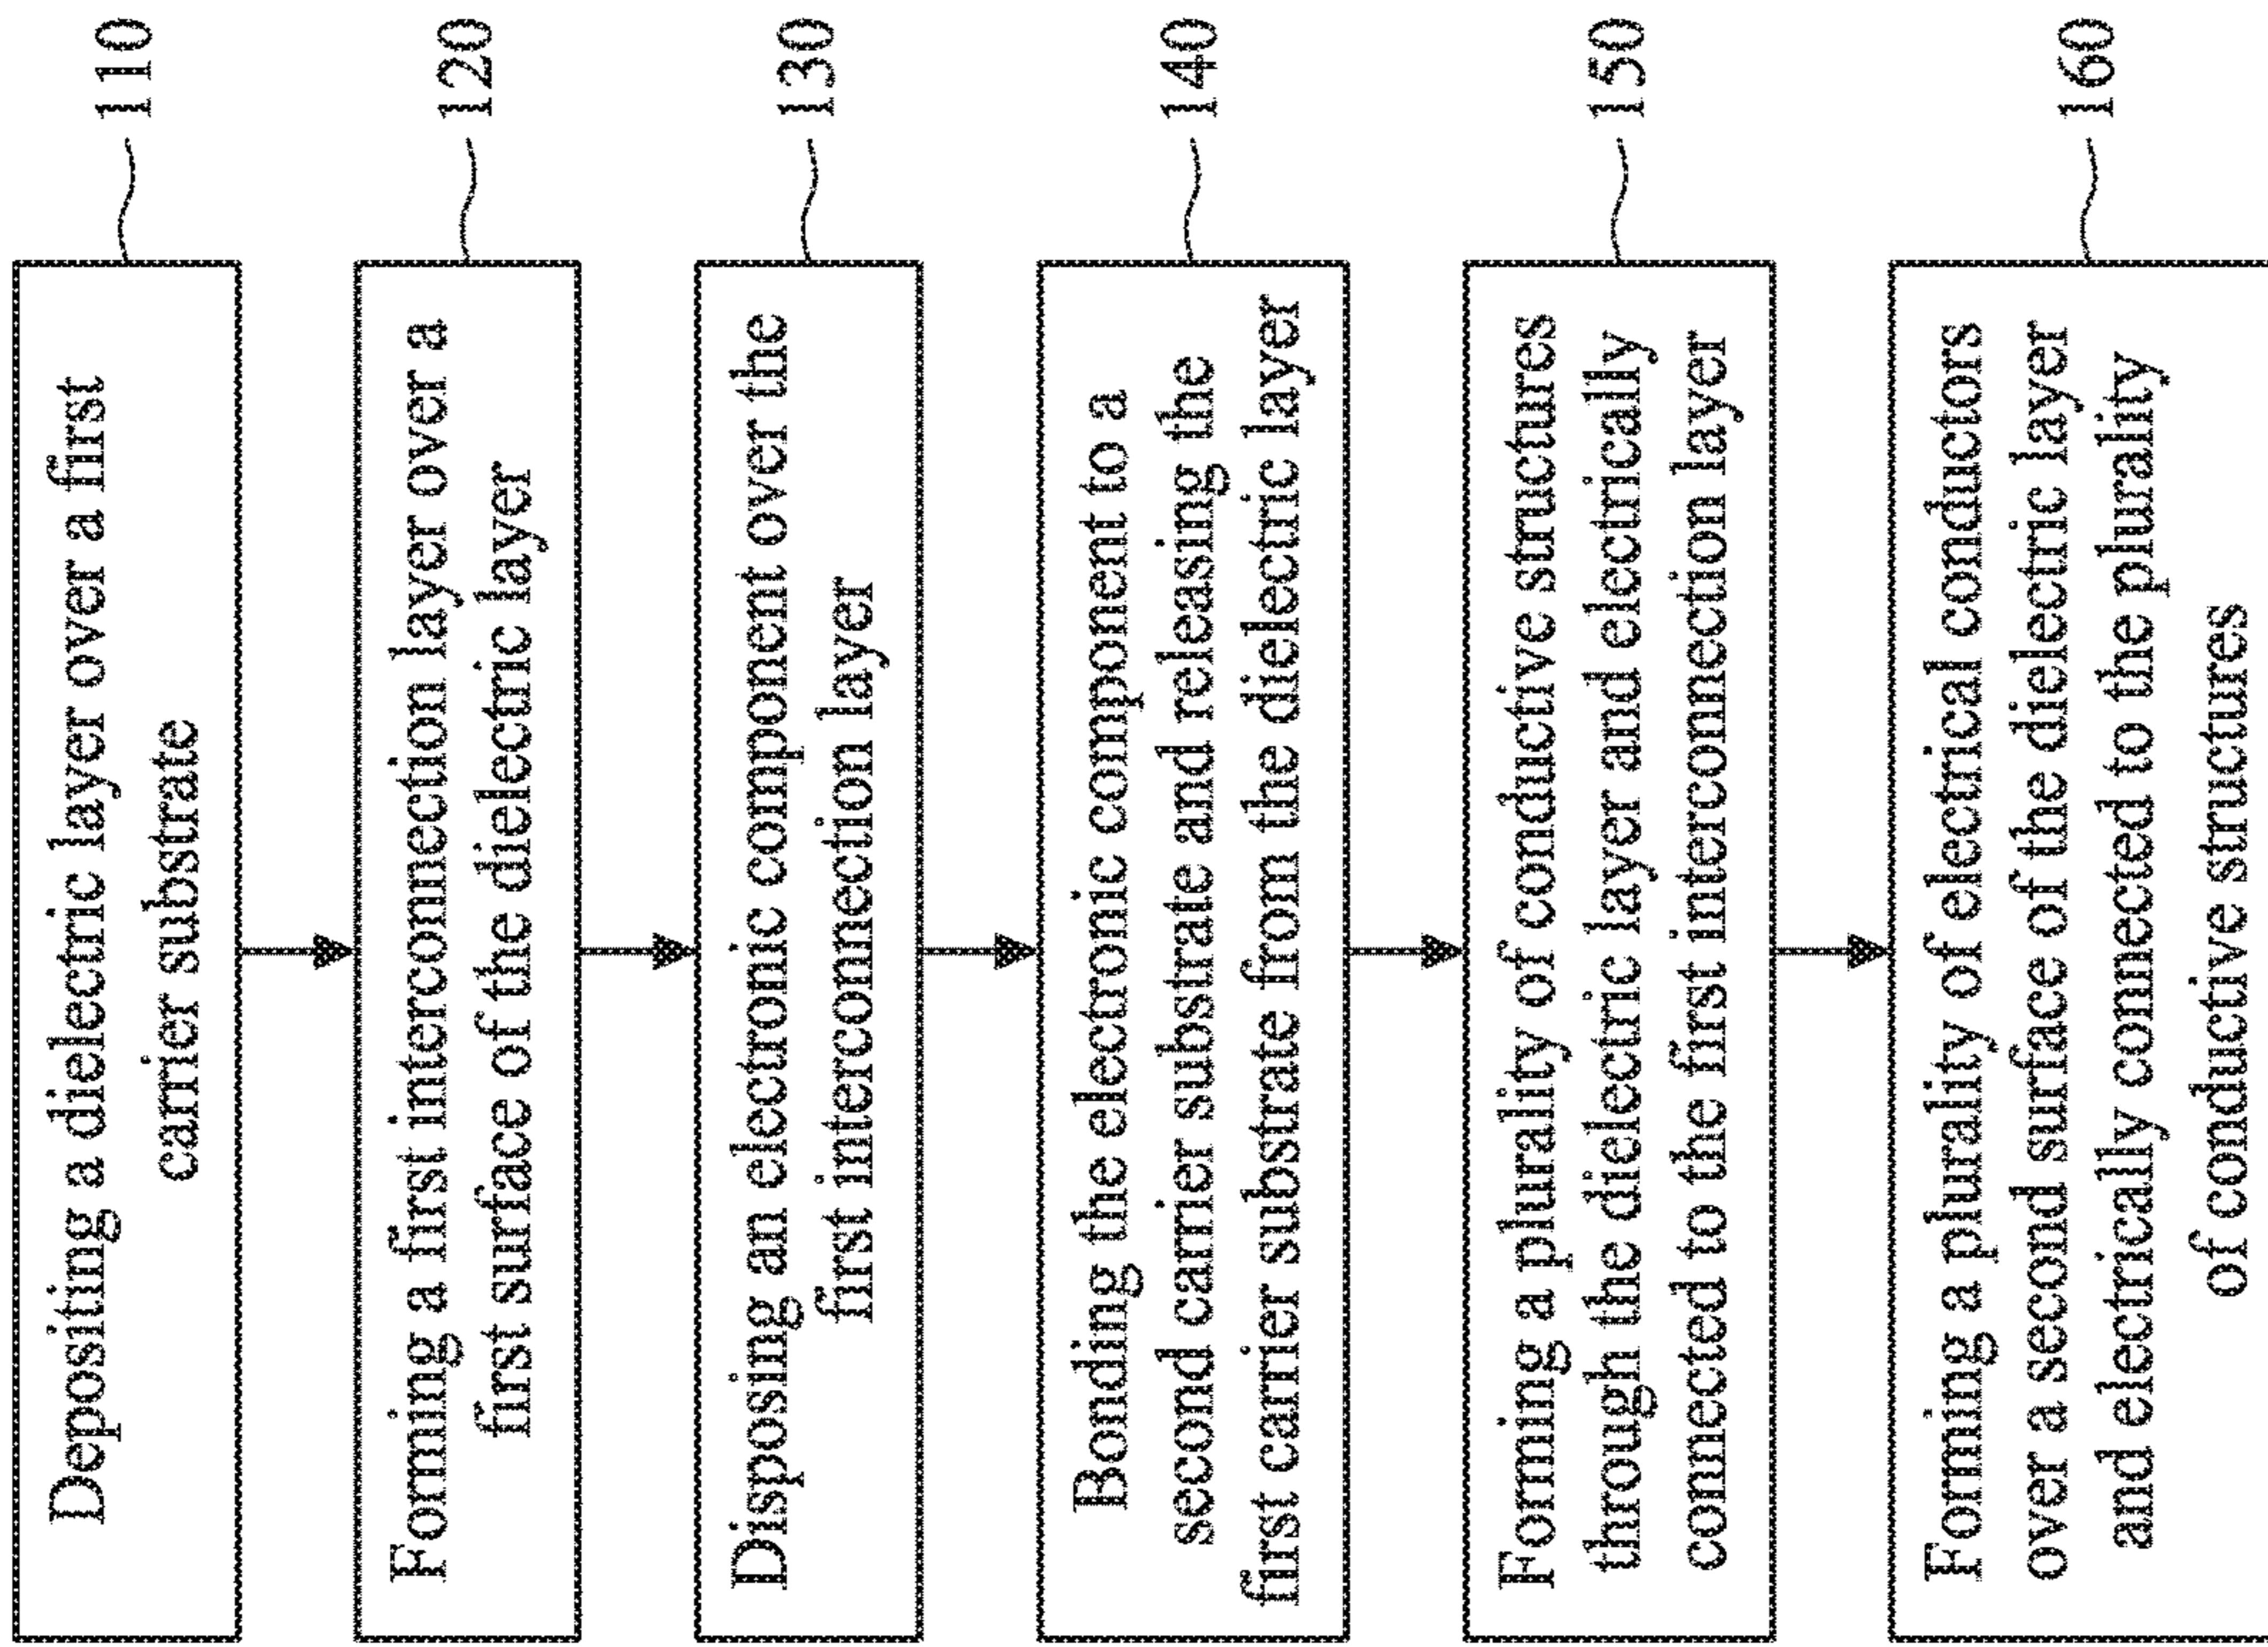 Depositing a dielectric layer over a first
carrier substrate
110
Forming a first interconnection layer over a
first surface of the dielectric layer
120
Disposing an electronic component over the
first interconnection layer
130
Bonding the electronic component to a
second carrier substrate and releasing the
first carrier substrate from the dielectric layer
140
Forming a plurality of conductive structures
through the dielectric layer and electrically
connected to the first interconnection layer
150
Forming a plurality of electrical conductors
over a second surface of the dielectric layer
and electrically connected to the plurality
of conductive structures
160